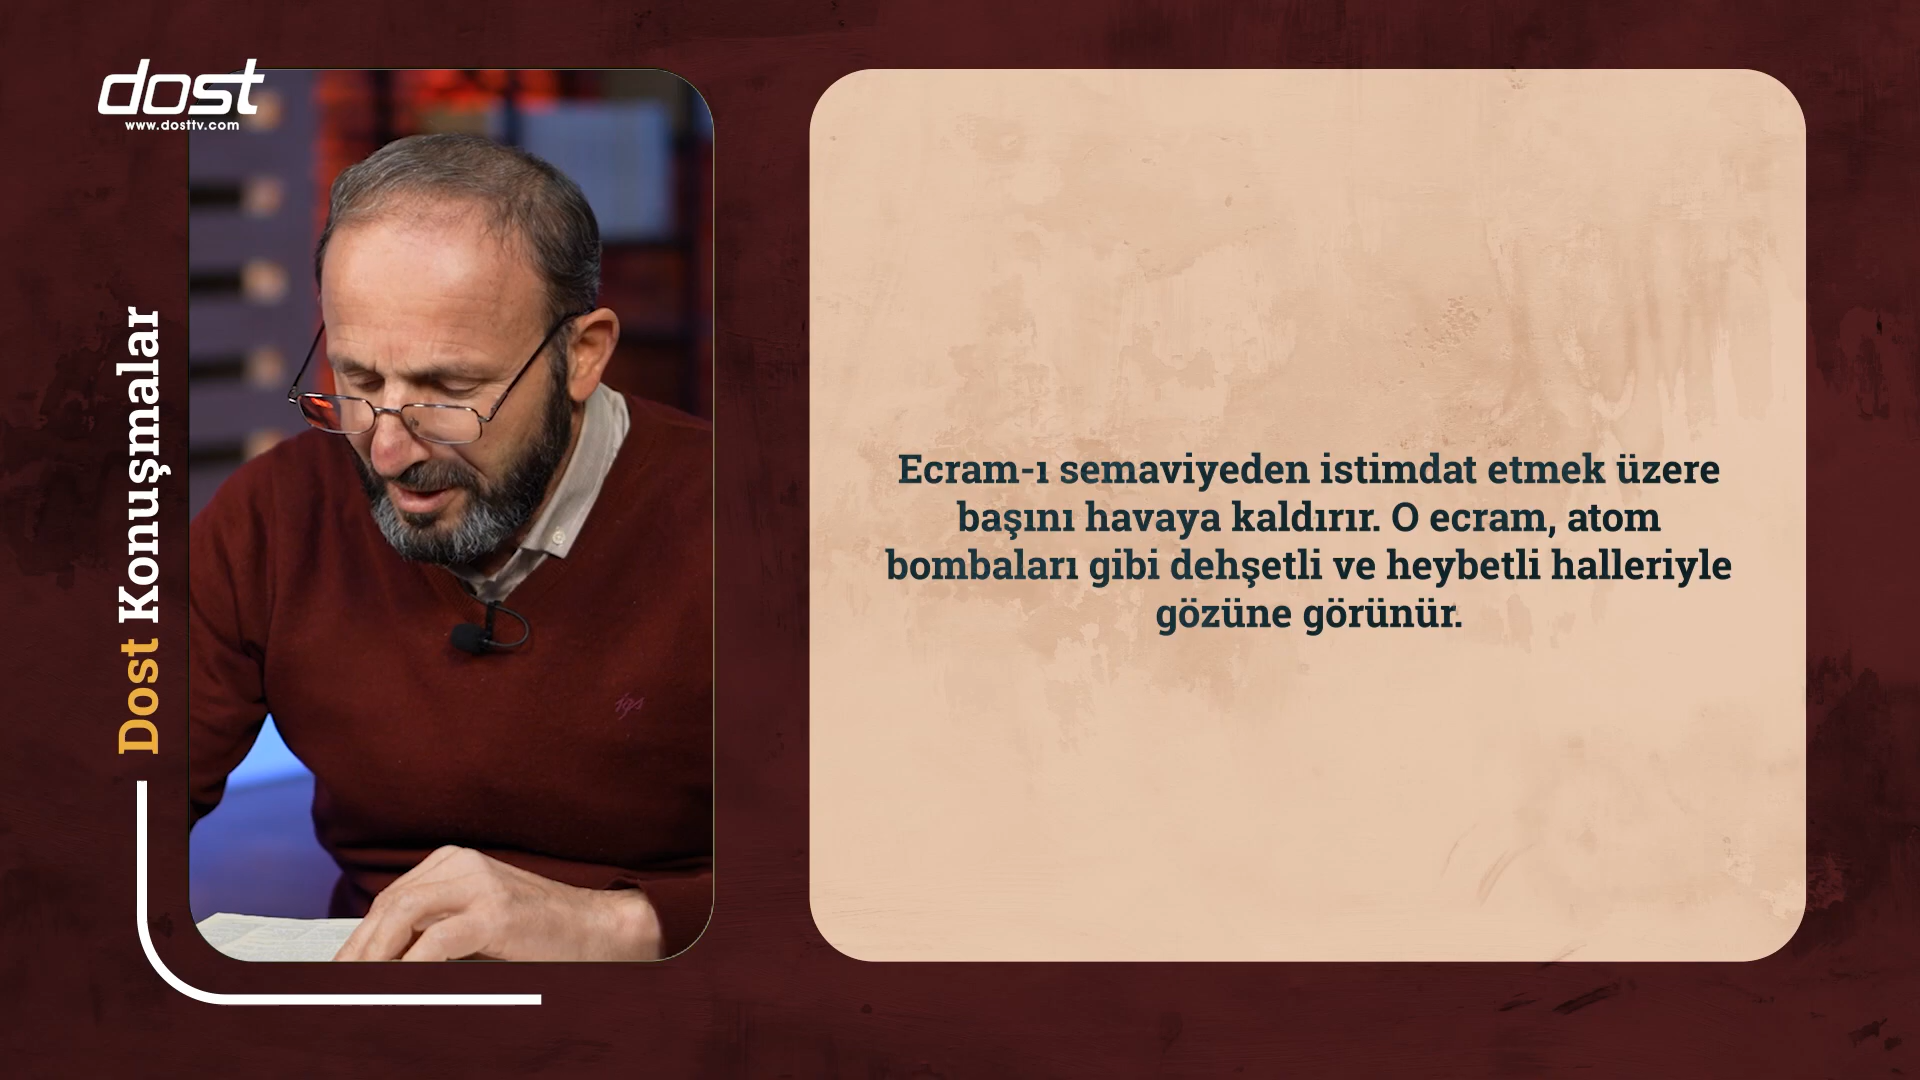 dost
www.dosttv.com
Dost Konuşmalar
Ecram-ı semaviyeden istimdat etmek üzere
başını havaya kaldırır. O ecram, atom
bombaları gibi dehşetli ve heybetli halleriyle
gözüne görünür.